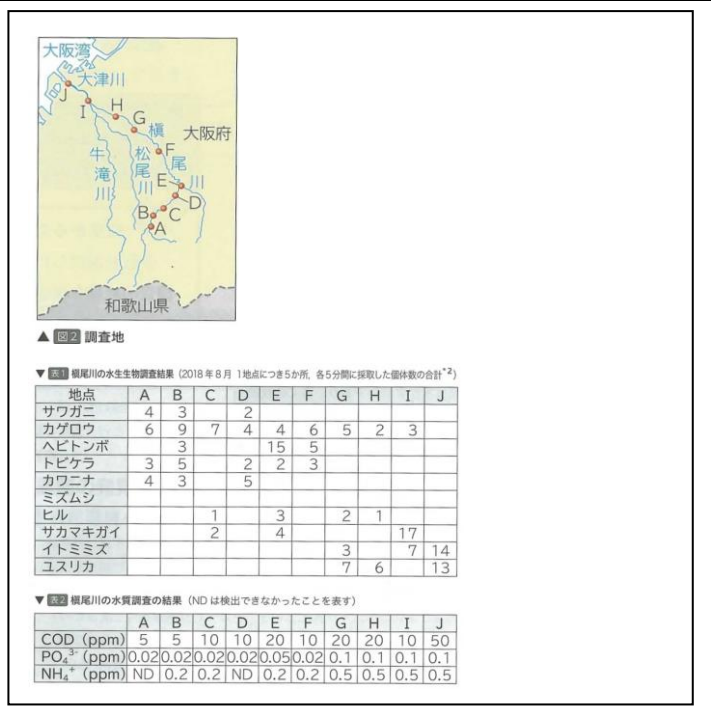 大阪湾
大津川
J
I
H
G
槇
大阪府
牛
松
F
滝
尾
尾
川
川
E
川
D
B
C
A
和歌山県
▲ 図2 調査地
▼ 表1 槇尾川の水生生物調査結果（2018年8月 1地点につき5か所，各5分間に採取した個体数の合計*2）
地点 A B C D E F G H I J
サワガニ 4 3 2
カゲロウ 6 9 7 4 4 6 5 2 3
ヘビトンボ 3 15 5
トビケラ 3 5 2 2 3
カワニナ 4 3 5
ミズムシ
ヒル 1 3 2 1
サカマキガイ 2 4 17
イトミミズ 3 7 14
ユスリカ 7 6 13
▼ 表2 槇尾川の水質調査の結果（NDは検出できなかったことを表す）
A B C D E F G H I J
COD (ppm) 5 5 10 10 20 10 20 20 10 50
PO₄³⁻ (ppm) 0.02 0.02 0.02 0.02 0.05 0.02 0.1 0.1 0.1 0.1
NH₄⁺ (ppm) ND 0.2 0.2 ND 0.2 0.2 0.5 0.5 0.5 0.5